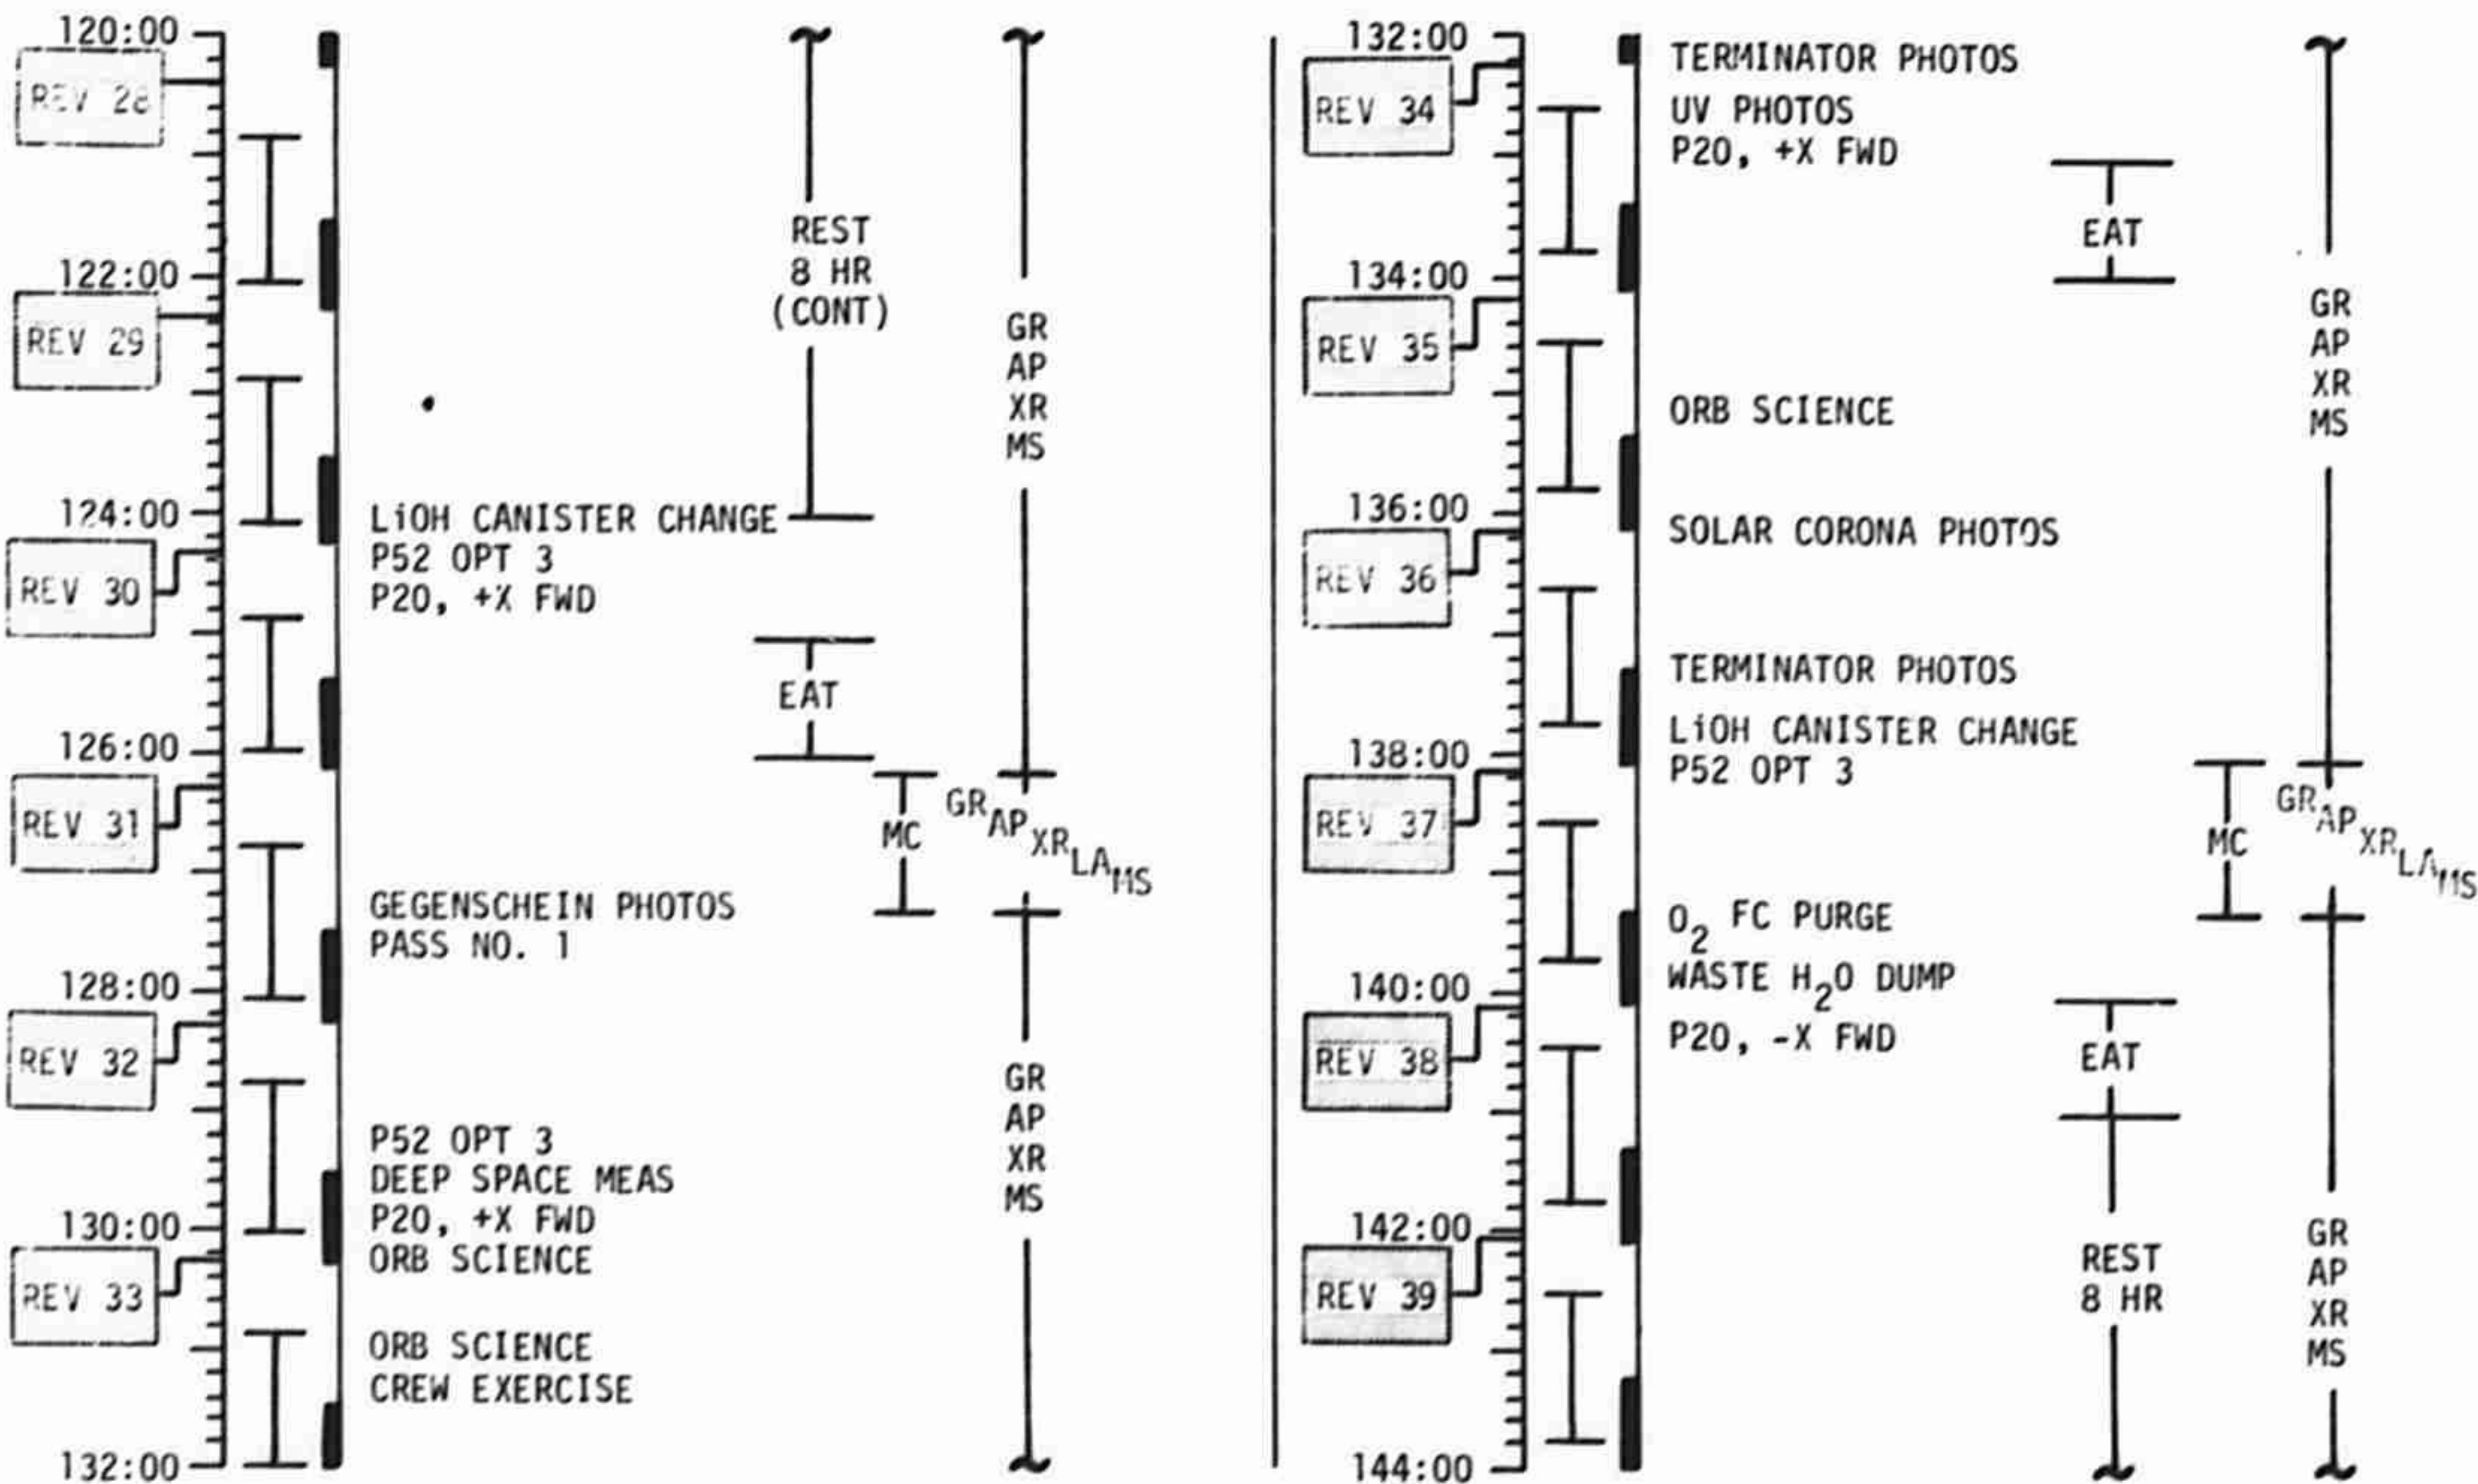 120:00
REV 28
122:00
REV 29
124:00
REV 30
126:00
REV 31
128:00
REV 32
130:00
REV 33
132:00
LiOH CANISTER CHANGE
P52 OPT 3
P20, +X FWD
GEGENSCHEIN PHOTOS
PASS NO. 1
P52 OPT 3
DEEP SPACE MEAS
P20, +X FWD
ORB SCIENCE
ORB SCIENCE
CREW EXERCISE
REST
8 HR
(CONT)
EAT
MC
GR
AP
XR
MS
GR AP XR LA MS
GR
AP
XR
MS
132:00
REV 34
134:00
REV 35
136:00
REV 36
138:00
REV 37
140:00
REV 38
142:00
REV 39
144:00
TERMINATOR PHOTOS
UV PHOTOS
P20, +X FWD
ORB SCIENCE
SOLAR CORONA PHOTOS
TERMINATOR PHOTOS
LiOH CANISTER CHANGE
P52 OPT 3
O₂ FC PURGE
WASTE H₂O DUMP
P20, -X FWD
EAT
MC
EAT
REST
8 HR
GR
AP
XR
MS
GR AP XR LA MS
GR
AP
XR
MS